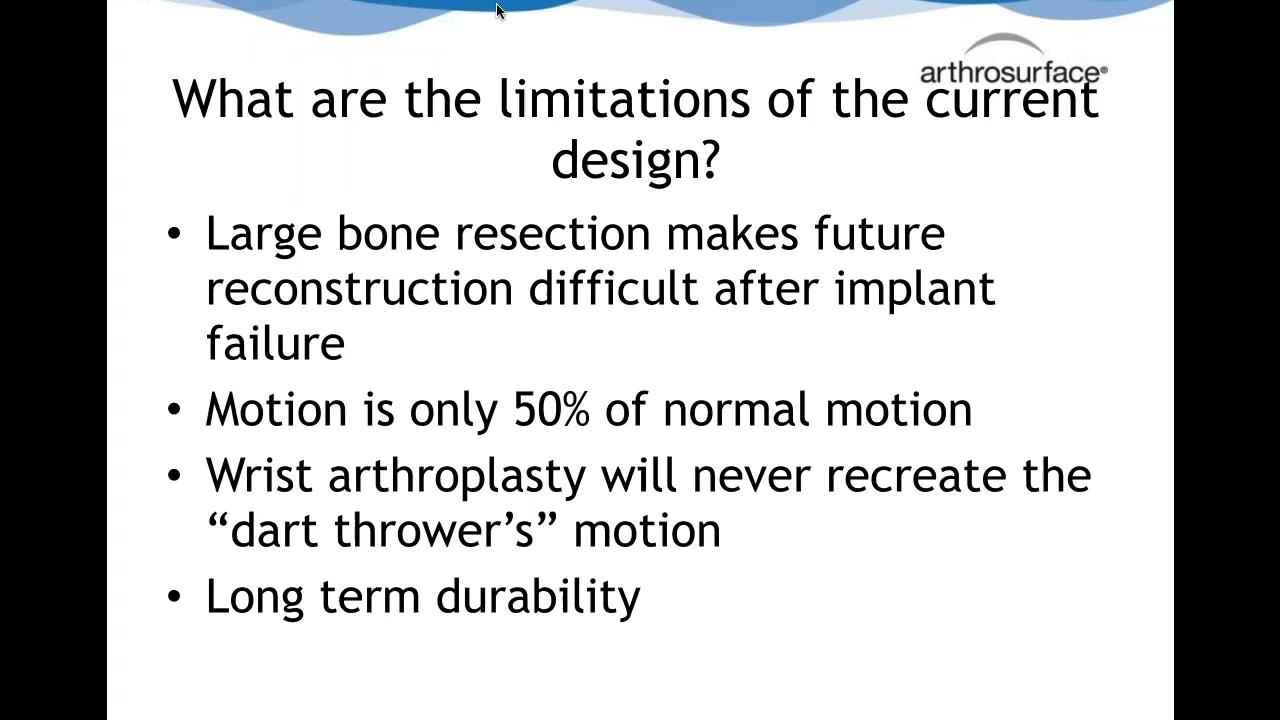 arthrosurface®
What are the limitations of the current
design?
• Large bone resection makes future
reconstruction difficult after implant
failure
• Motion is only 50% of normal motion
• Wrist arthroplasty will never recreate the
“dart thrower’s” motion
• Long term durability